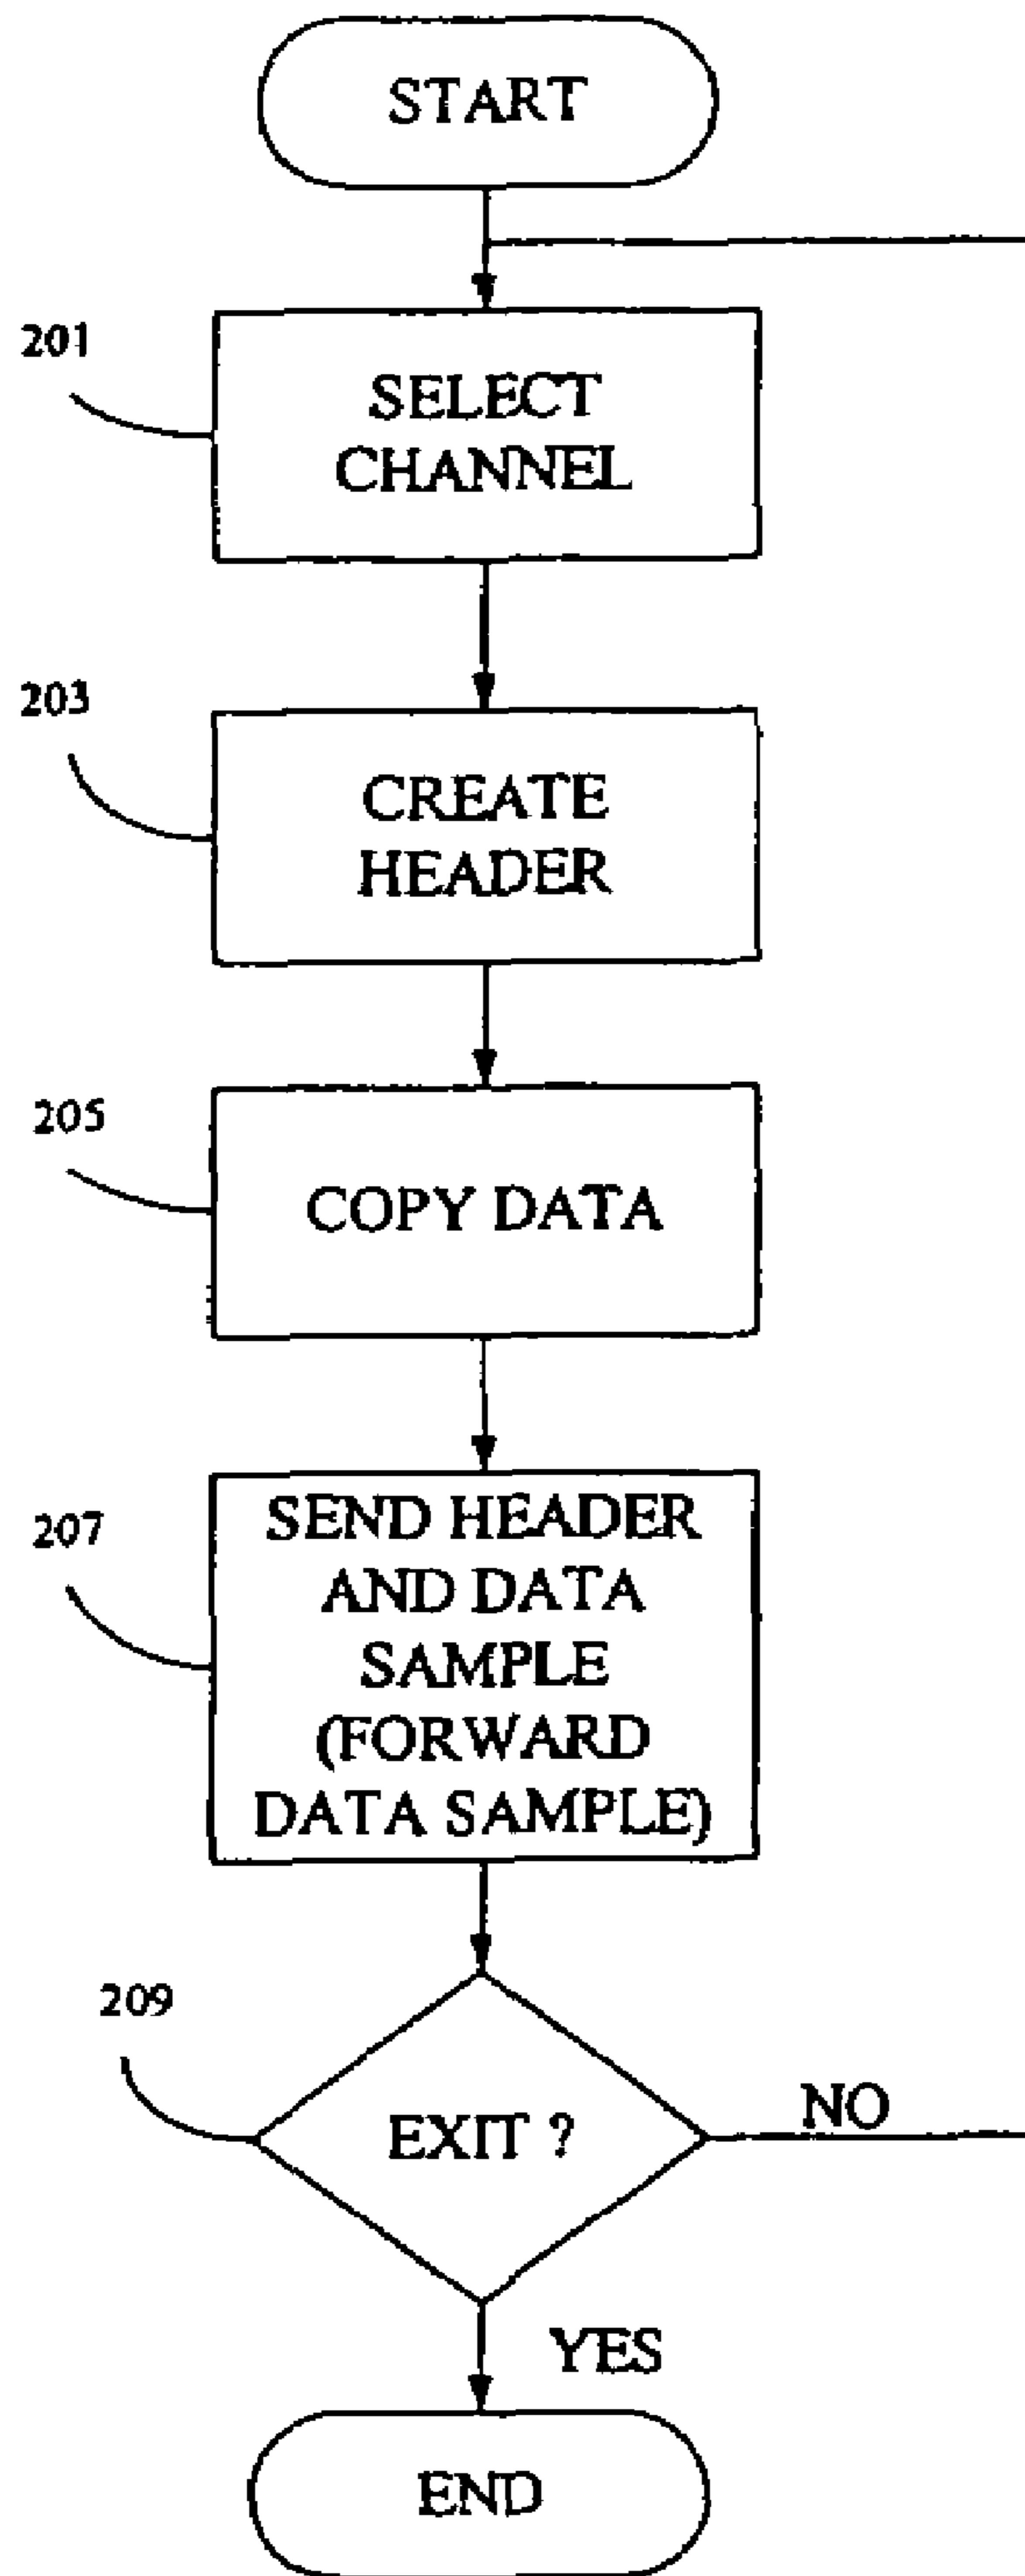 START
201
SELECT
CHANNEL
203
CREATE
HEADER
205
COPY DATA
207
SEND HEADER
AND DATA
SAMPLE
(FORWARD
DATA SAMPLE)
209
EXIT ?
NO
YES
END